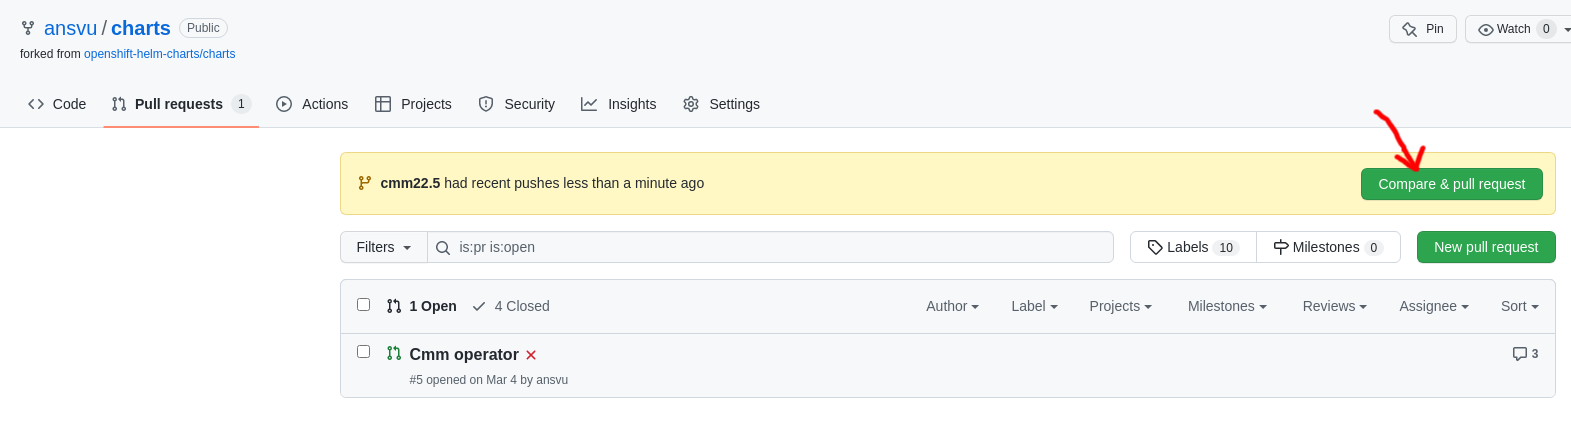 ansvu / charts Public
Pin
Watch 0
forked from openshift-helm-charts/charts
Code
Pull requests 1
Actions
Projects
Security
Insights
Settings
cmm22.5 had recent pushes less than a minute ago
Compare & pull request
Filters
is:pr is:open
Labels 10
Milestones 0
New pull request
1 Open
4 Closed
Author
Label
Projects
Milestones
Reviews
Assignee
Sort
Cmm operator
3
#5 opened on Mar 4 by ansvu